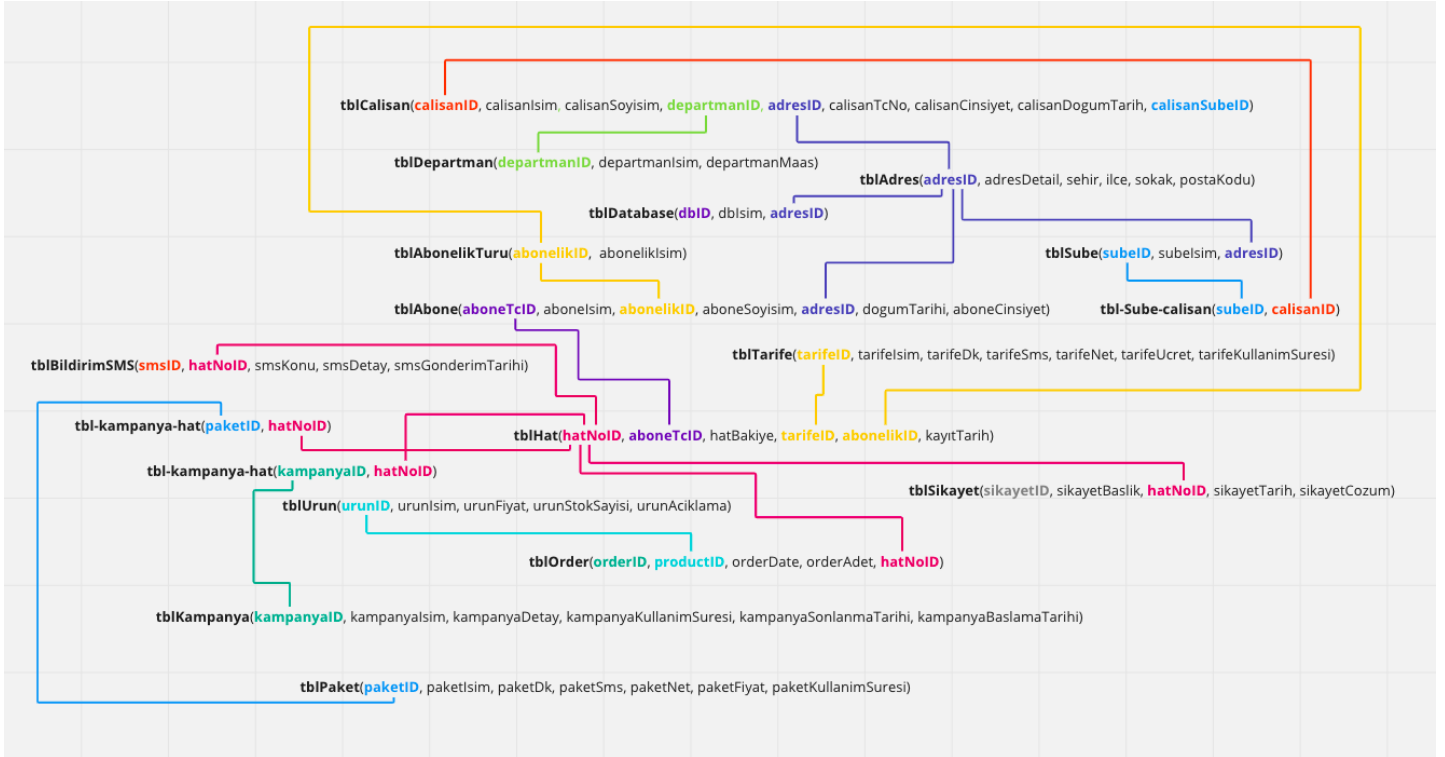 tblCalisan(calisanID, calisanIsim, calisanSoyisim, departmanID, adresID, calisanTcNo, calisanCinsiyet, calisanDogumTarih, calisanSubeID)
tblDepartman(departmanID, departmanIsim, departmanMaas)
tblAdres(adresID, adresDetail, sehir, ilce, sokak, postaKodu)
tblDatabase(dbID, dbIsim, adresID)
tblAbonelikTuru(abonelikID, abonelikIsim)
tblSube(subeID, subeIsim, adresID)
tblAbone(aboneTcID, aboneIsim, abonelikID, aboneSoyisim, adresID, dogumTarihi, aboneCinsiyet)
tbl-Sube-calisan(subeID, calisanID)
tblTarife(tarifeID, tarifeIsim, tarifeDk, tarifeSms, tarifeNet, tarifeUcret, tarifeKullanimSuresi)
tblBildirimSMS(smsID, hatNoID, smsKonu, smsDetay, smsGonderimTarihi)
tbl-kampanya-hat(paketID, hatNoID)
tblHat(hatNoID, aboneTcID, hatBakiye, tarifeID, abonelikID, kayıtTarih)
tbl-kampanya-hat(kampanyaID, hatNoID)
tblSikayet(sikayetID, sikayetBaslik, hatNoID, sikayetTarih, sikayetCozum)
tblUrun(urunID, urunIsim, urunFiyat, urunStokSayisi, urunAciklama)
tblOrder(orderID, productID, orderDate, orderAdet, hatNoID)
tblKampanya(kampanyaID, kampanyaIsim, kampanyaDetay, kampanyaKullanimSuresi, kampanyaSonlanmaTarihi, kampanyaBaslamaTarihi)
tblPaket(paketID, paketIsim, paketDk, paketSms, paketNet, paketFiyat, paketKullanimSuresi)